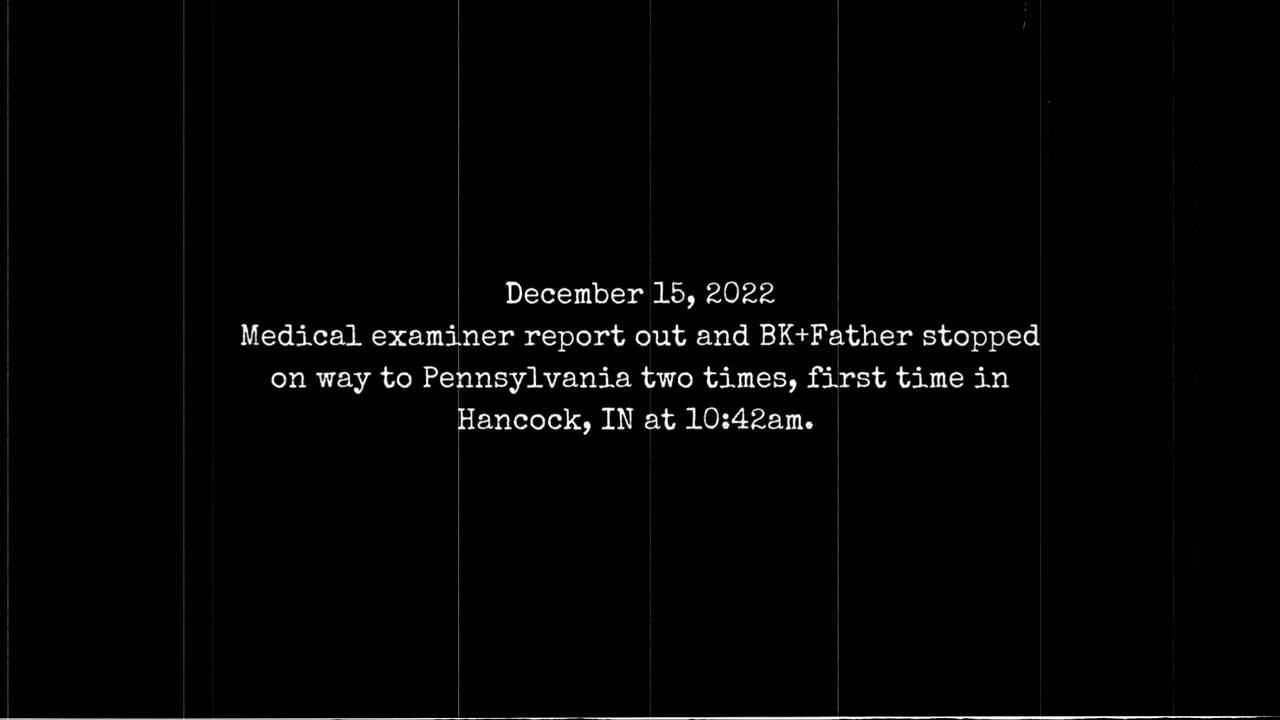 December 15, 2022
Medical examiner report out and BK+Father stopped
on way to Pennsylvania two times, first time in
Hancock, IN at 10:42am.